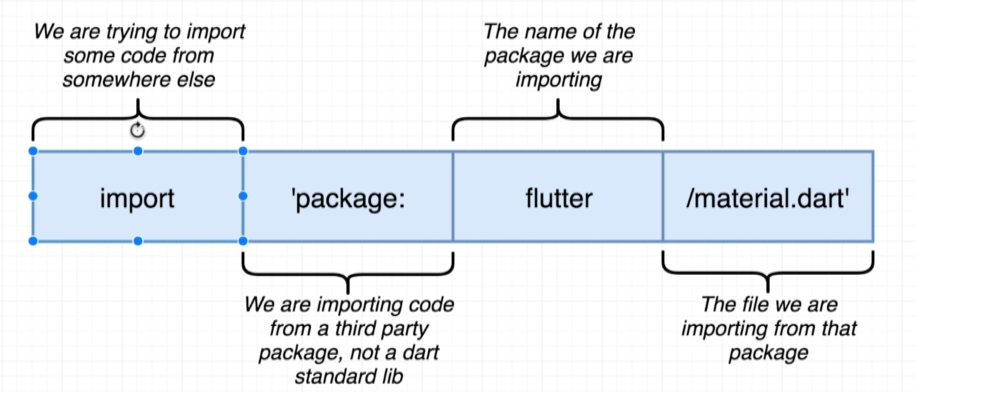 We are trying to import
some code from
somewhere else
The name of the
package we are
importing
import
'package:
flutter
/material.dart'
We are importing code
from a third party
package, not a dart
standard lib
The file we are
importing from that
package